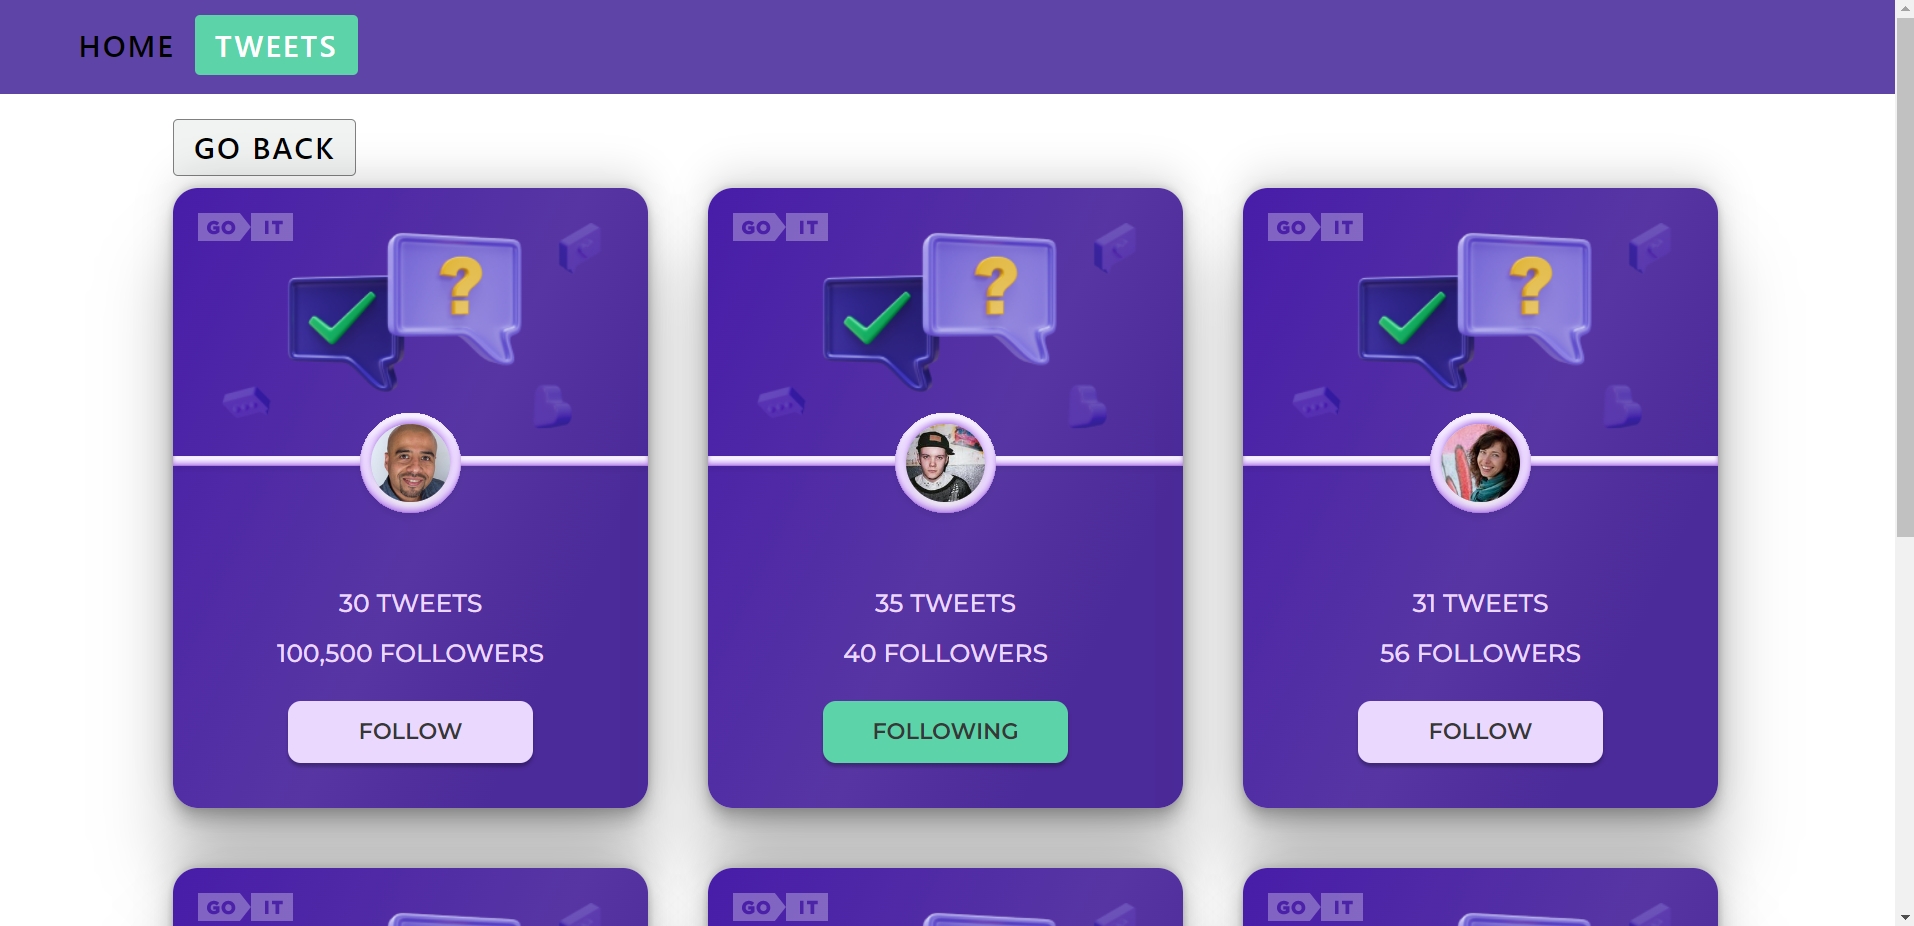 HOME TWEETS
GO BACK
GO IT
GO IT
GO IT
?
?
?
30 TWEETS
35 TWEETS
31 TWEETS
100,500 FOLLOWERS
40 FOLLOWERS
56 FOLLOWERS
FOLLOW
FOLLOWING
FOLLOW
GO IT
GO IT
GO IT